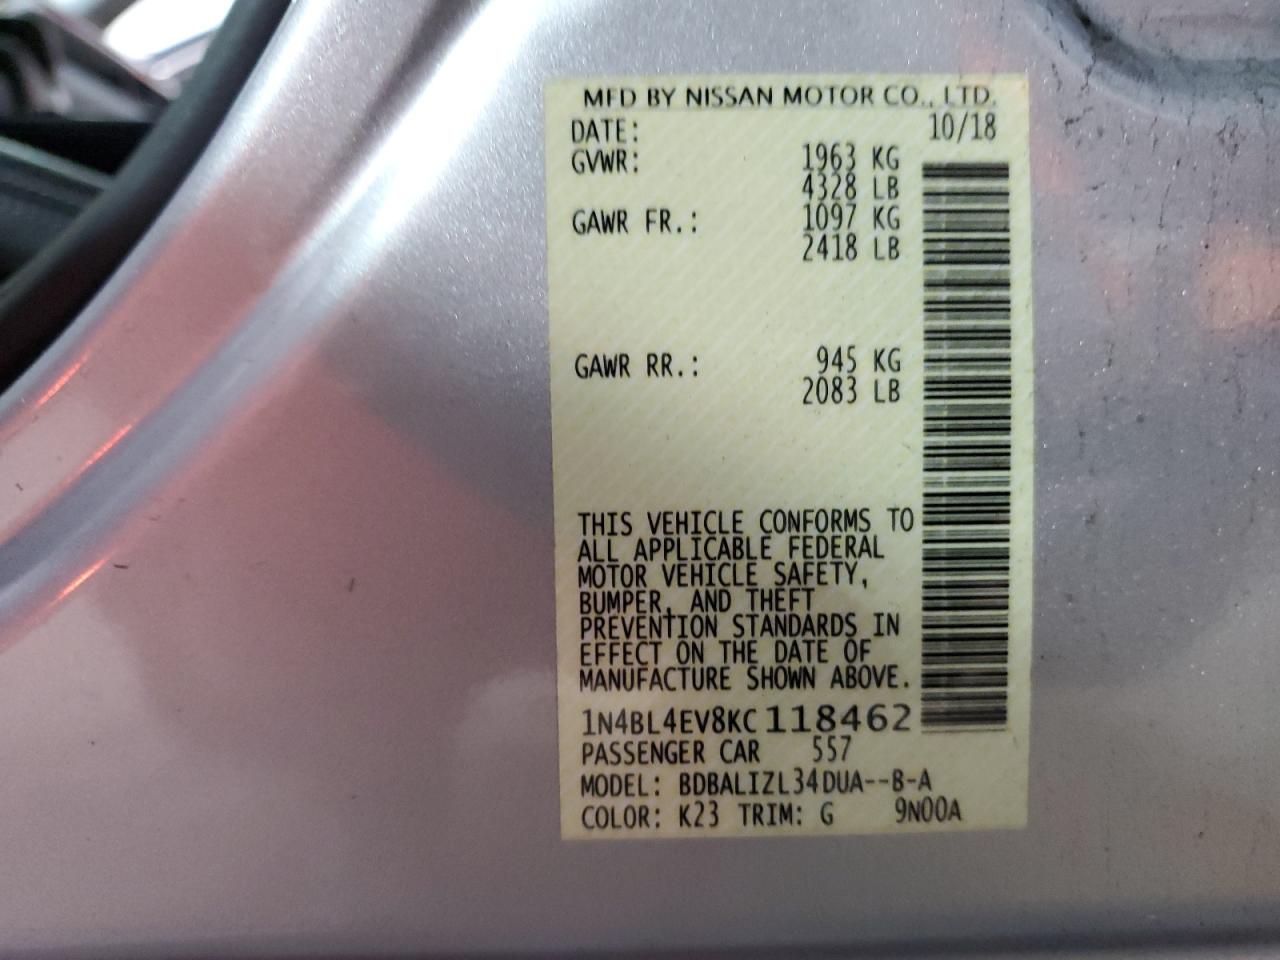 MFD BY NISSAN MOTOR CO., LTD.
DATE: 10/18
GVWR: 1963 KG
4328 LB
GAWR FR.: 1097 KG
2418 LB
GAWR RR.: 945 KG
2083 LB
THIS VEHICLE CONFORMS TO
ALL APPLICABLE FEDERAL
MOTOR VEHICLE SAFETY,
BUMPER, AND THEFT
PREVENTION STANDARDS IN
EFFECT ON THE DATE OF
MANUFACTURE SHOWN ABOVE.
1N4BL4EV8KC118462
PASSENGER CAR 557
MODEL: BDBALIZL34DUA--B-A
COLOR: K23 TRIM: G 9N00A